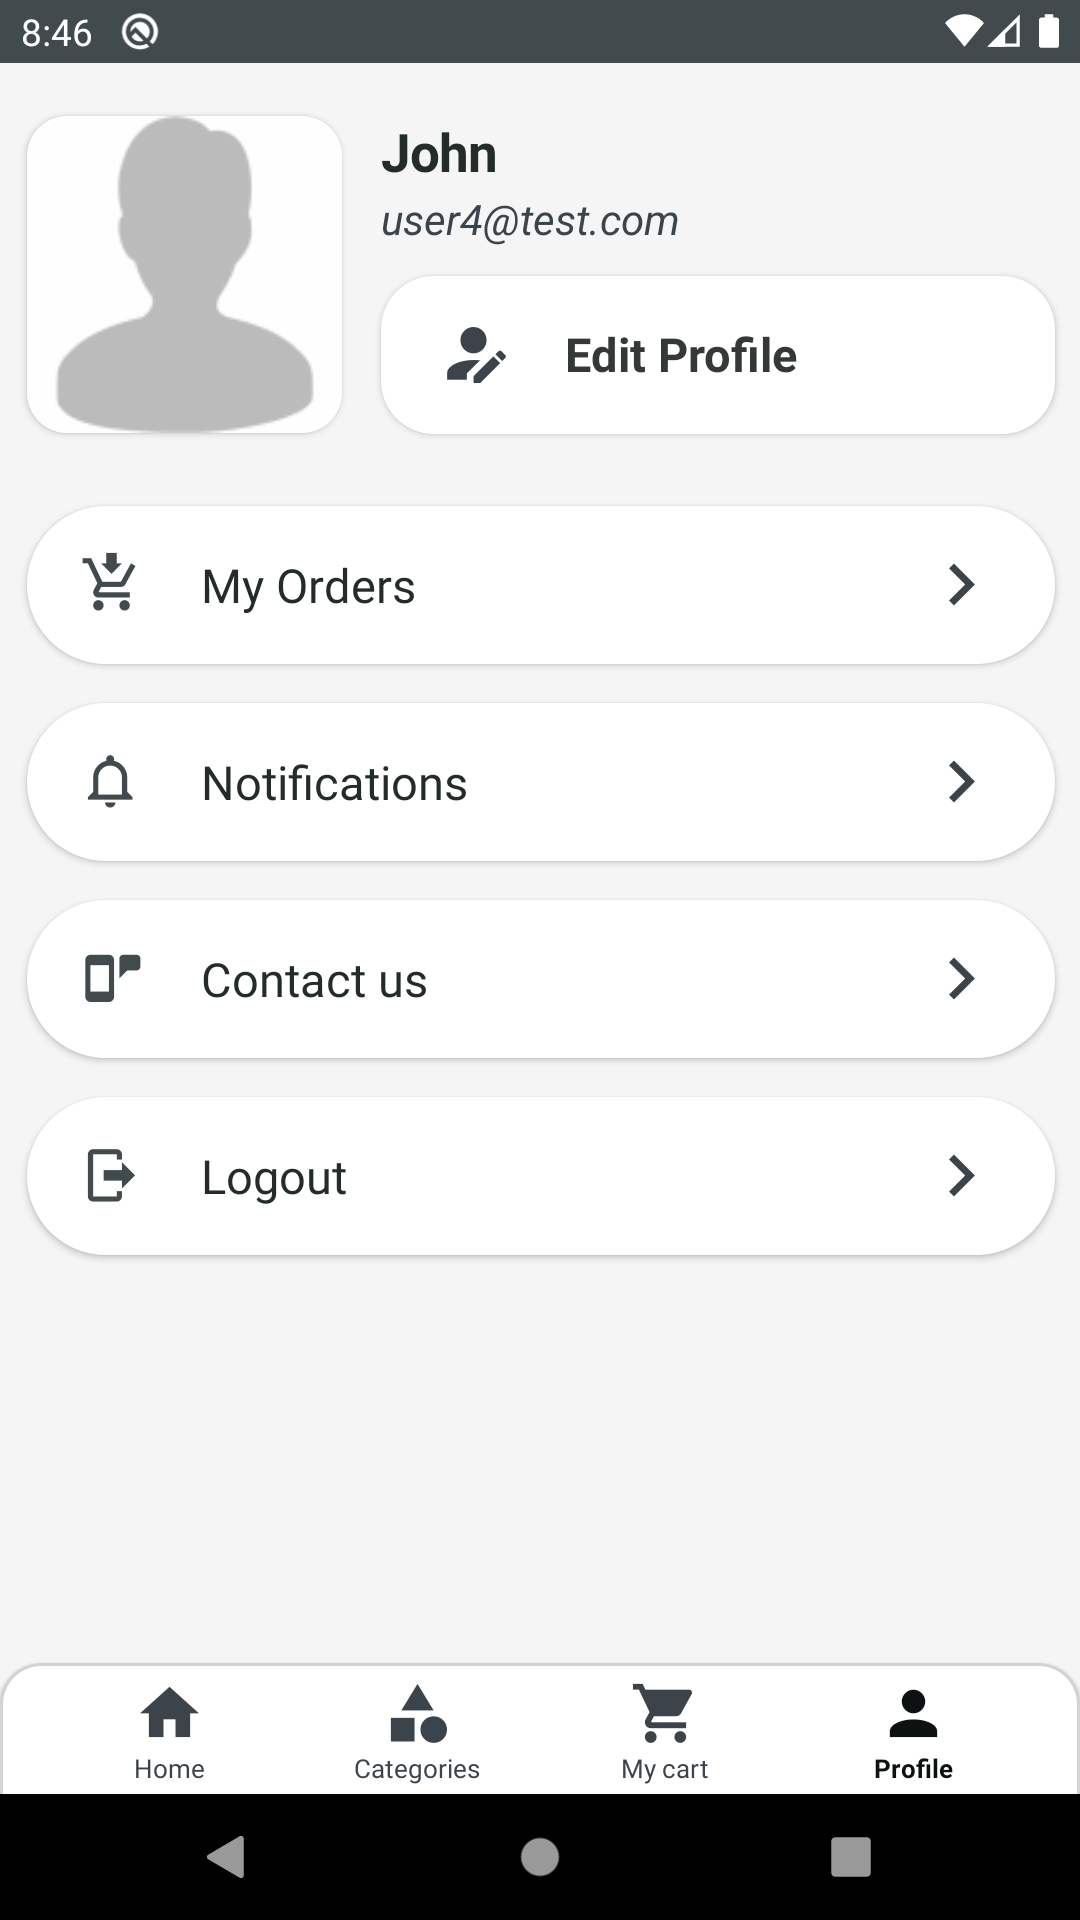 8:46
John
user4@test.com
Edit Profile
My Orders
Notifications
Contact us
Logout
Home
Categories
My cart
Profile